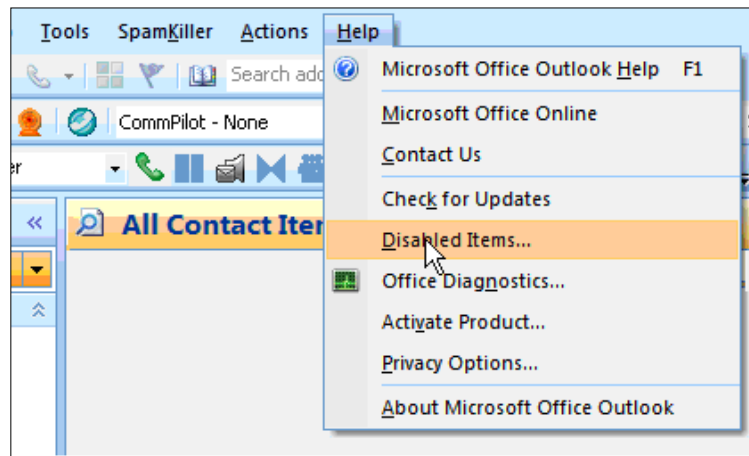 Tools SpamKiller Actions Help
Search add
Microsoft Office Outlook Help F1
CommPilot - None
Microsoft Office Online
Contact Us
er
Check for Updates
All Contact Iter
Disabled Items...
Office Diagnostics...
Activate Product...
Privacy Options...
About Microsoft Office Outlook